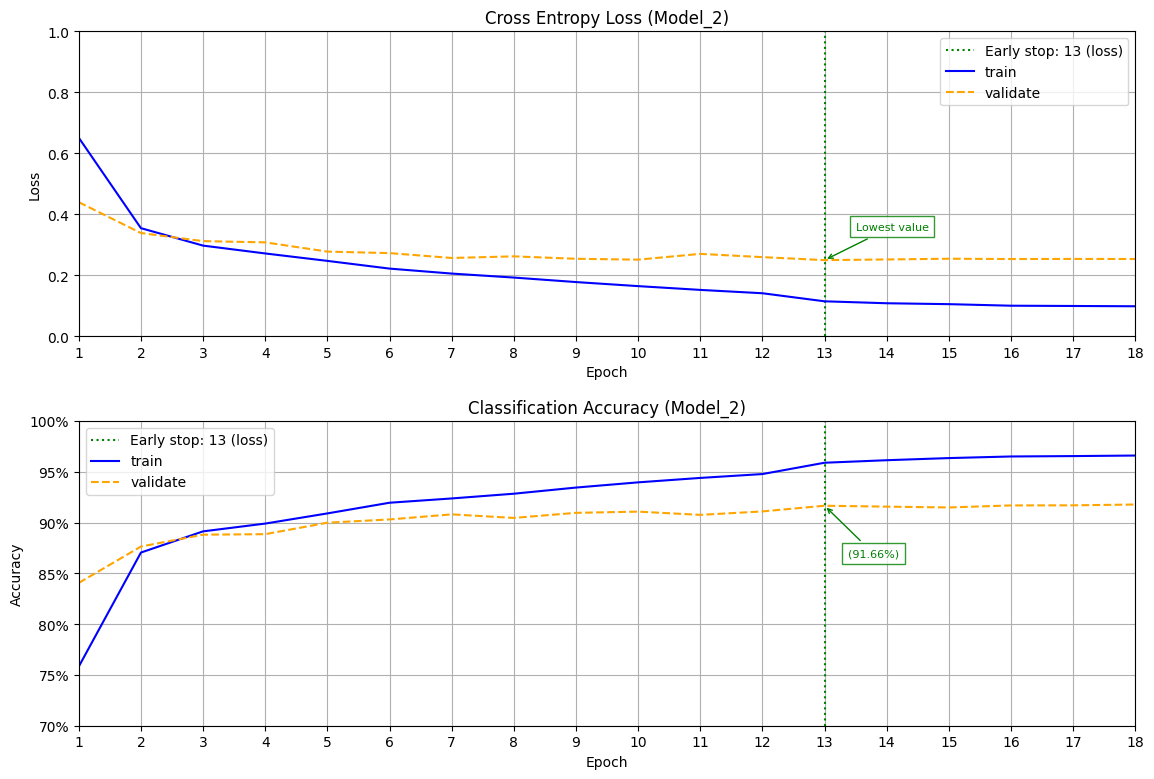 Cross Entropy Loss (Model_2)
1.0
0.8
0.6
0.4
0.2
0.0
Loss
Early stop: 13 (loss)
train
validate
Lowest value
1 2 3 4 5 6 7 8 9 10 11 12 13 14 15 16 17 18
Epoch
Classification Accuracy (Model_2)
100%
95%
90%
85%
80%
75%
70%
Accuracy
Early stop: 13 (loss)
train
validate
(91.66%)
1 2 3 4 5 6 7 8 9 10 11 12 13 14 15 16 17 18
Epoch